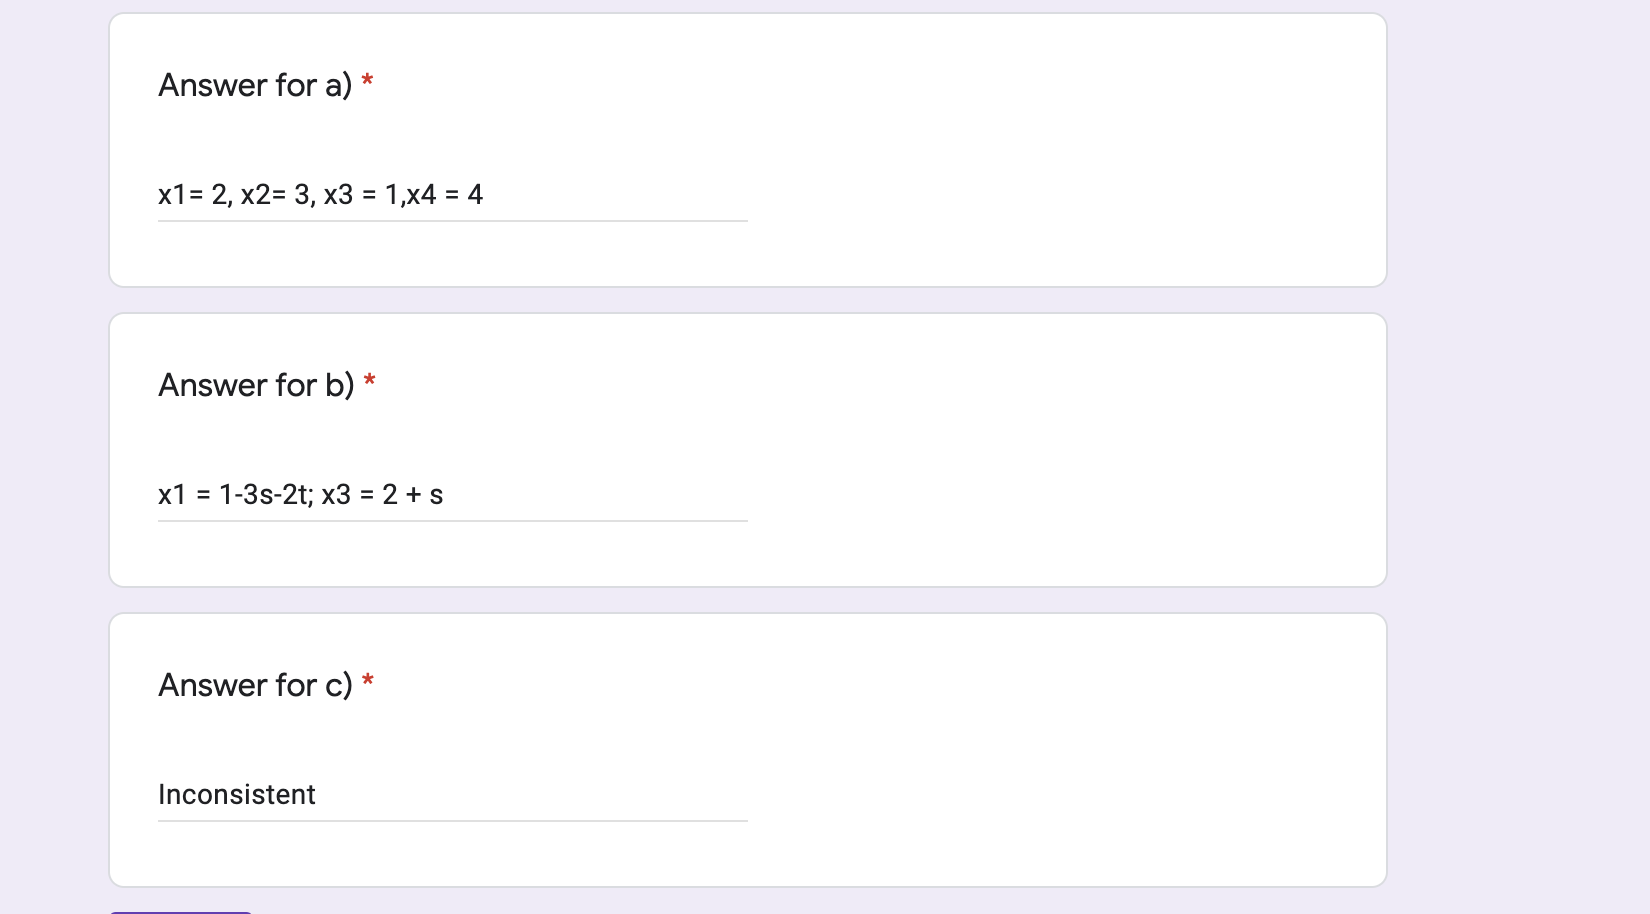 Answer for a) *
x1= 2, x2= 3, x3 = 1,x4 = 4
Answer for b) *
x1 = 1-3s-2t; x3 = 2 + s
Answer for c) *
Inconsistent